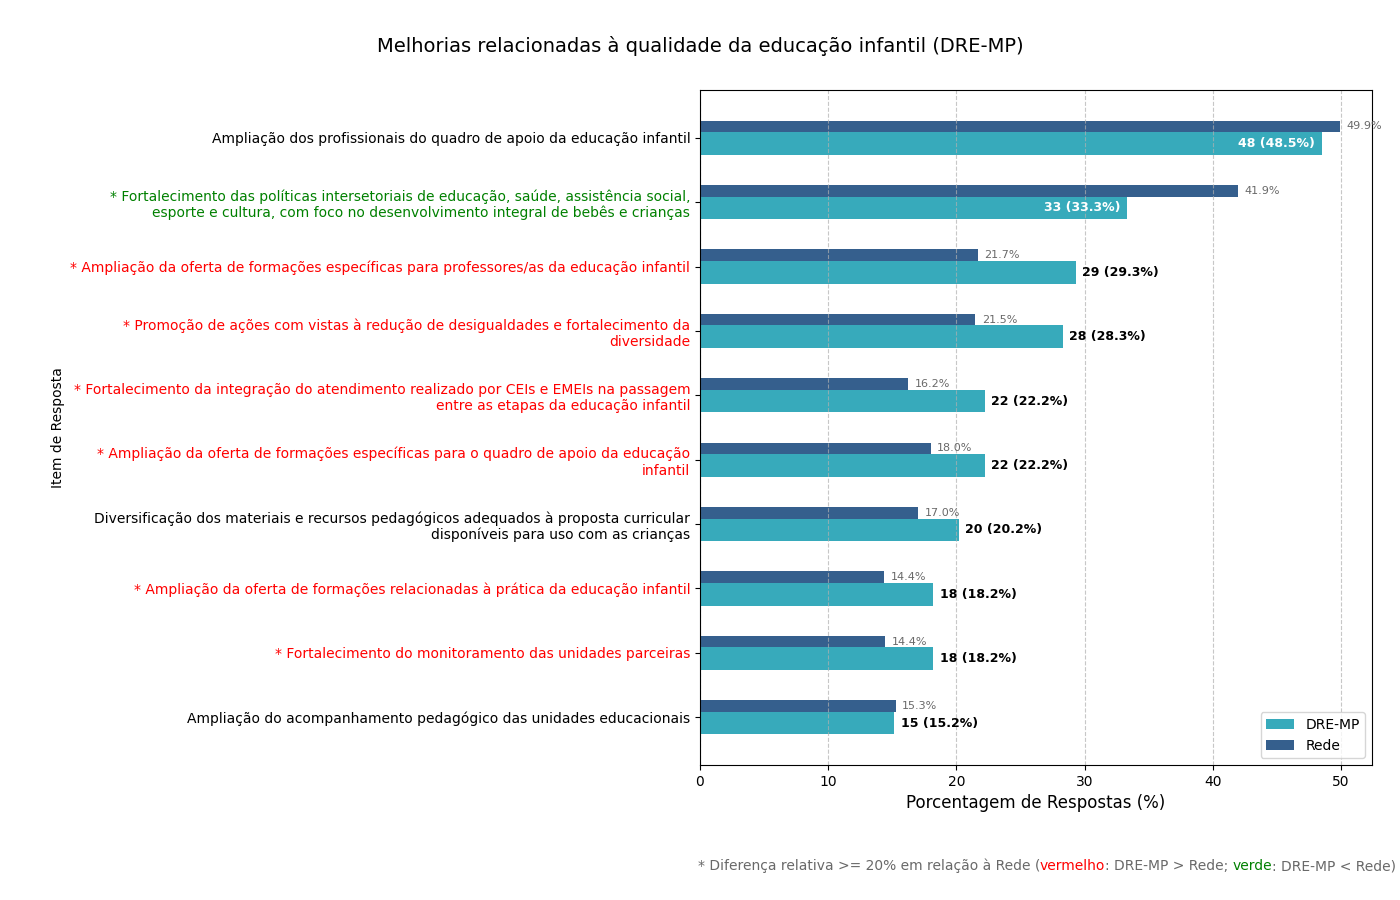 Melhorias relacionadas à qualidade da educação infantil (DRE-MP)
Item de Resposta
Ampliação dos profissionais do quadro de apoio da educação infantil
49.9%
48 (48.5%)
* Fortalecimento das políticas intersetoriais de educação, saúde, assistência social,
esporte e cultura, com foco no desenvolvimento integral de bebês e crianças
41.9%
33 (33.3%)
* Ampliação da oferta de formações específicas para professores/as da educação infantil
21.7%
29 (29.3%)
* Promoção de ações com vistas à redução de desigualdades e fortalecimento da
diversidade
21.5%
28 (28.3%)
* Fortalecimento da integração do atendimento realizado por CEIs e EMEIs na passagem
entre as etapas da educação infantil
16.2%
22 (22.2%)
* Ampliação da oferta de formações específicas para o quadro de apoio da educação
infantil
18.0%
22 (22.2%)
Diversificação dos materiais e recursos pedagógicos adequados à proposta curricular
disponíveis para uso com as crianças
17.0%
20 (20.2%)
* Ampliação da oferta de formações relacionadas à prática da educação infantil
14.4%
18 (18.2%)
* Fortalecimento do monitoramento das unidades parceiras
14.4%
18 (18.2%)
Ampliação do acompanhamento pedagógico das unidades educacionais
15.3%
15 (15.2%)
DRE-MP
Rede
0 10 20 30 40 50
Porcentagem de Respostas (%)
* Diferença relativa >= 20% em relação à Rede (vermelho: DRE-MP > Rede; verde: DRE-MP < Rede)